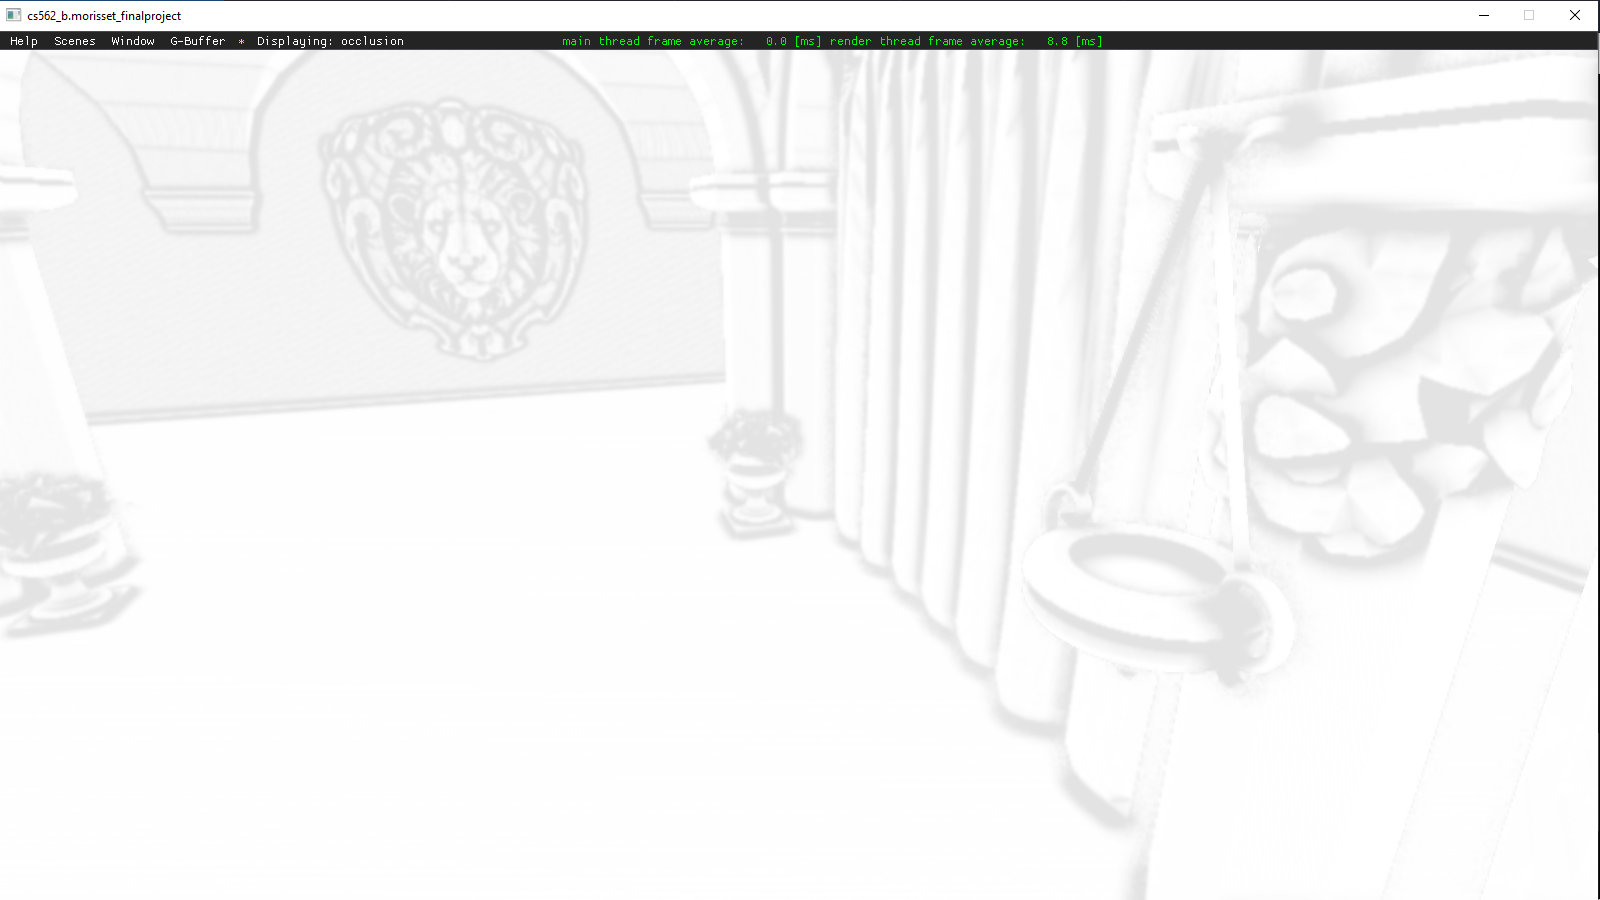 cs562_b.morisset_finalproject
Help Scenes Window G-Buffer * Displaying: occlusion main thread frame average: 0.0 [ms] render thread frame average: 8.8 [ms]